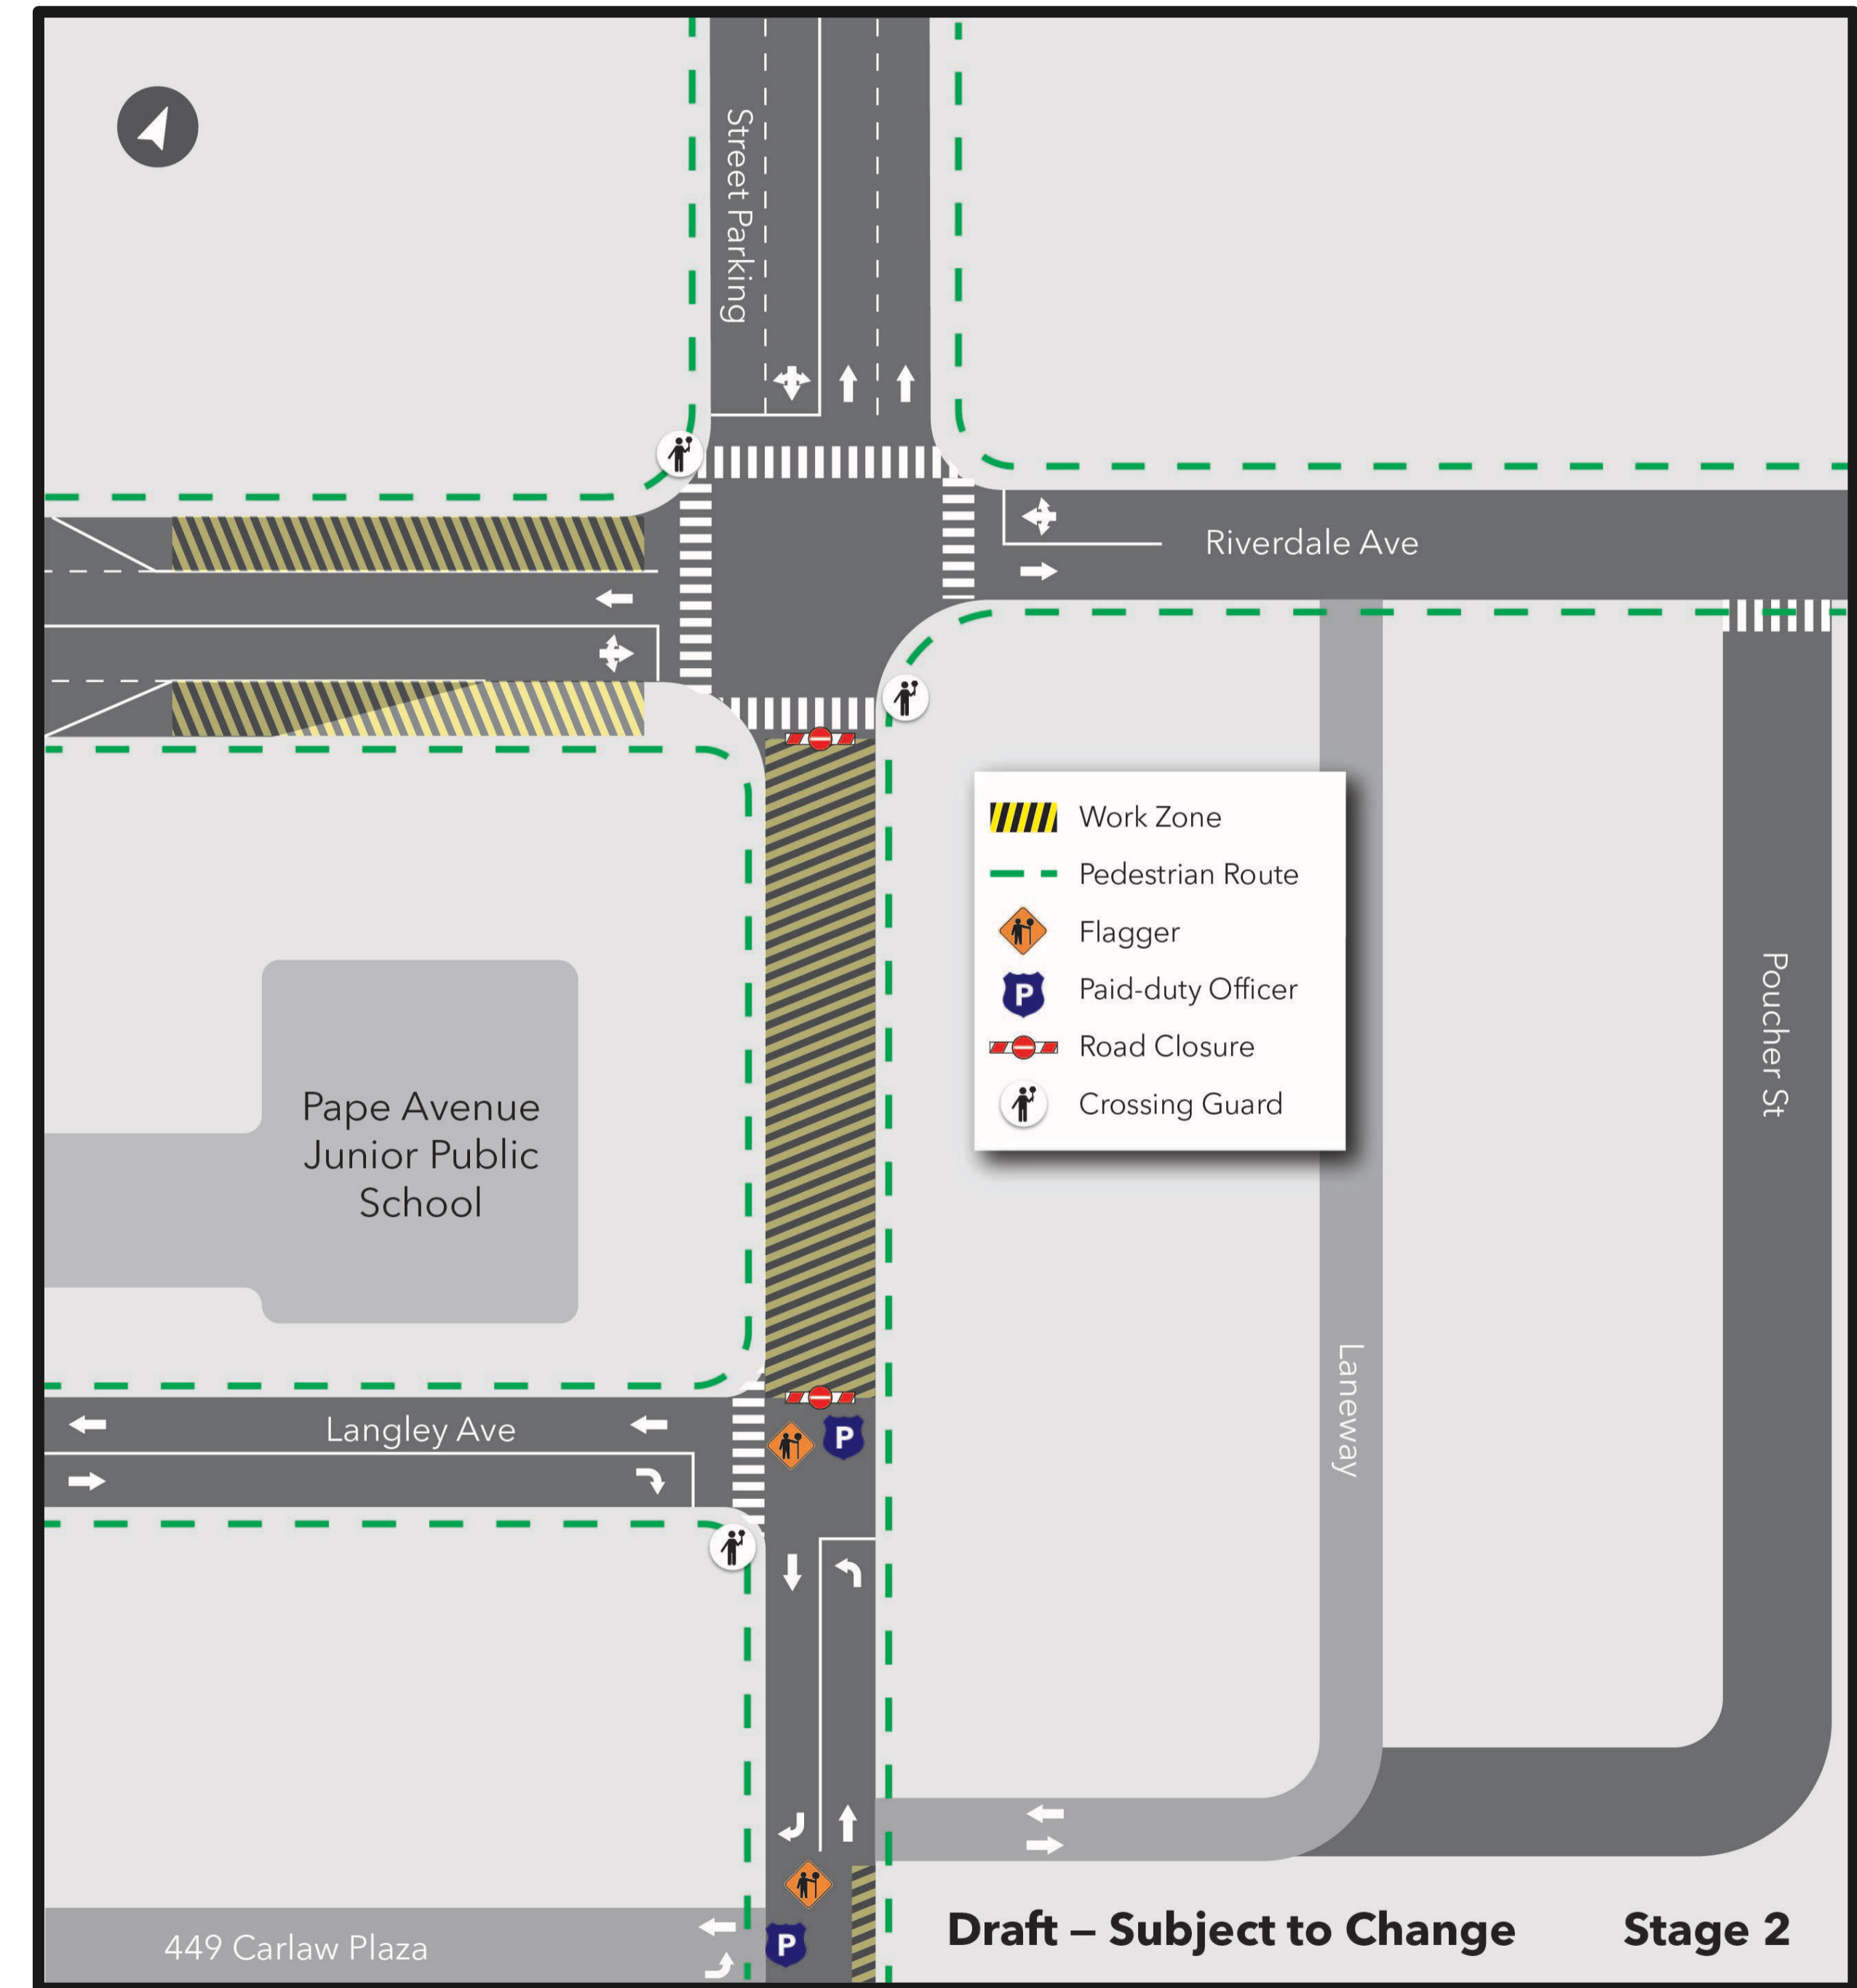 Street Parking
Riverdale Ave
Work Zone
Pedestrian Route
Flagger
P
Paid-duty Officer
Road Closure
Crossing Guard
Poucher St
Pape Avenue
Junior Public
School
Laneway
Langley Ave
P
449 Carlaw Plaza
P
Draft – Subject to Change
Stage 2